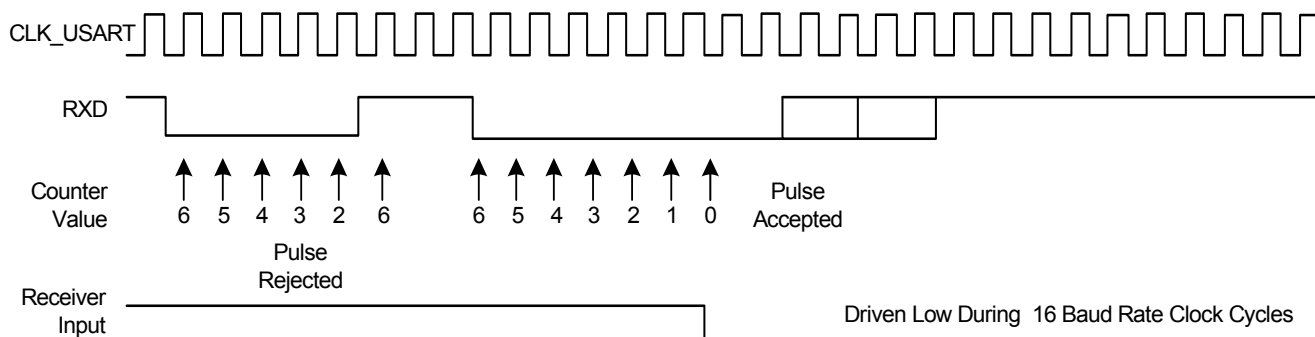 CLK_USART
RXD
Counter
Value
6 5 4 3 2 6 6 5 4 3 2 1 0
Pulse
Accepted
Pulse
Rejected
Receiver
Input
Driven Low During 16 Baud Rate Clock Cycles